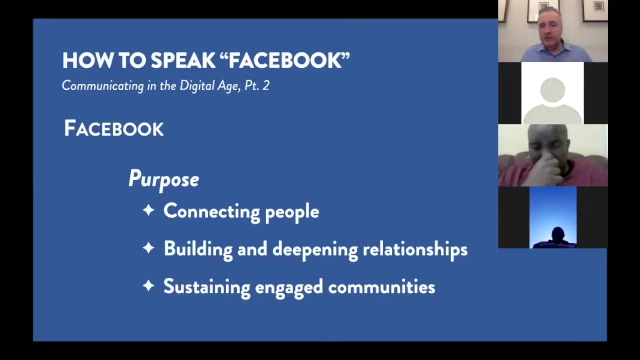 HOW TO SPEAK “FACEBOOK”
Communicating in the Digital Age, Pt. 2
FACEBOOK
Purpose
Connecting people
Building and deepening relationships
Sustaining engaged communities